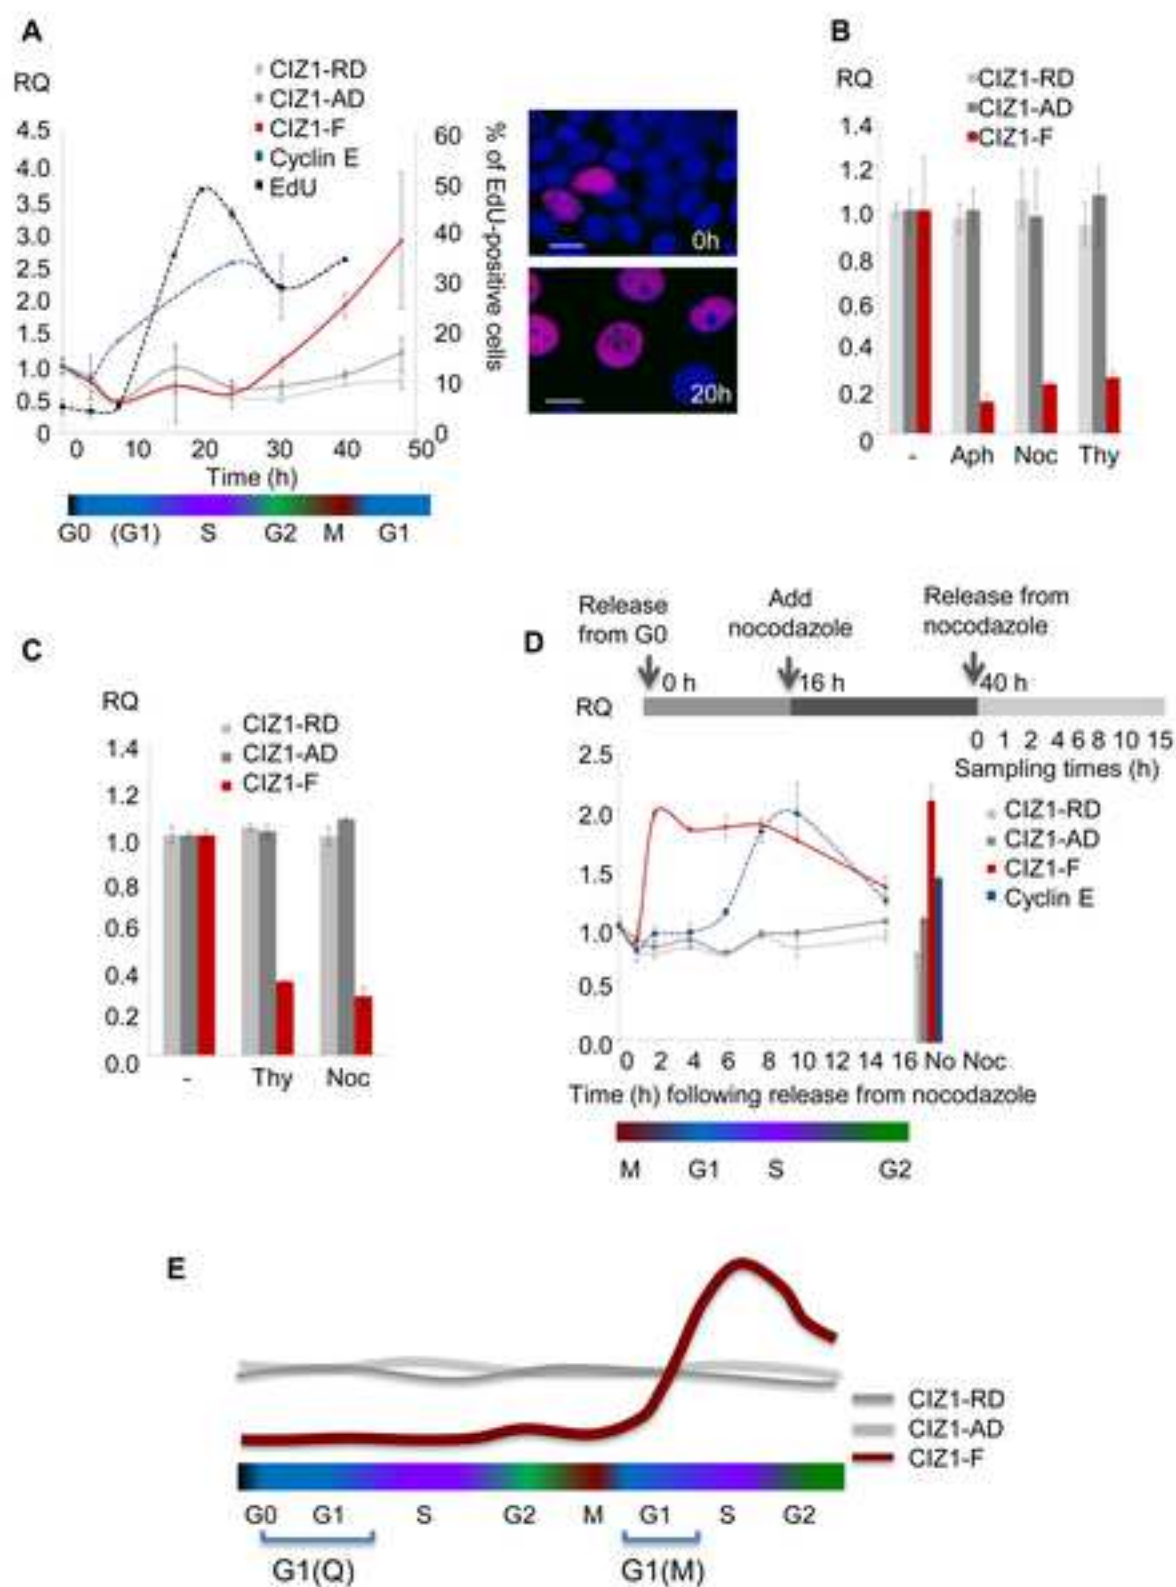 A
RQ
CIZ1-RD
CIZ1-AD
CIZ1-F
Cyclin E
EdU
4.5
4.0
3.5
3.0
2.5
2.0
1.5
1.0
0.5
0
60
50
40
30
20
10
0
% of EdU-positive cells
0 10 20 30 40 50
Time (h)
G0 (G1) S G2 M G1
0h
20h
B
RQ
CIZ1-RD
CIZ1-AD
CIZ1-F
1.4
1.2
1.0
0.8
0.6
0.4
0.2
0
- Aph Noc Thy
C
RQ
CIZ1-RD
CIZ1-AD
CIZ1-F
1.4
1.2
1.0
0.8
0.6
0.4
0.2
0.0
- Thy Noc
D
Release from G0
Add nocodazole
Release from nocodazole
0 h 16 h 40 h
RQ
0 1 2 4 6 8 10 15
Sampling times (h)
CIZ1-RD
CIZ1-AD
CIZ1-F
Cyclin E
2.5
2.0
1.5
1.0
0.5
0.0
0 2 4 6 8 10 12 14 16 No Noc
Time (h) following release from nocodazole
M G1 S G2
E
CIZ1-RD
CIZ1-AD
CIZ1-F
G0 G1 S G2 M G1 S G2
G1(Q) G1(M)